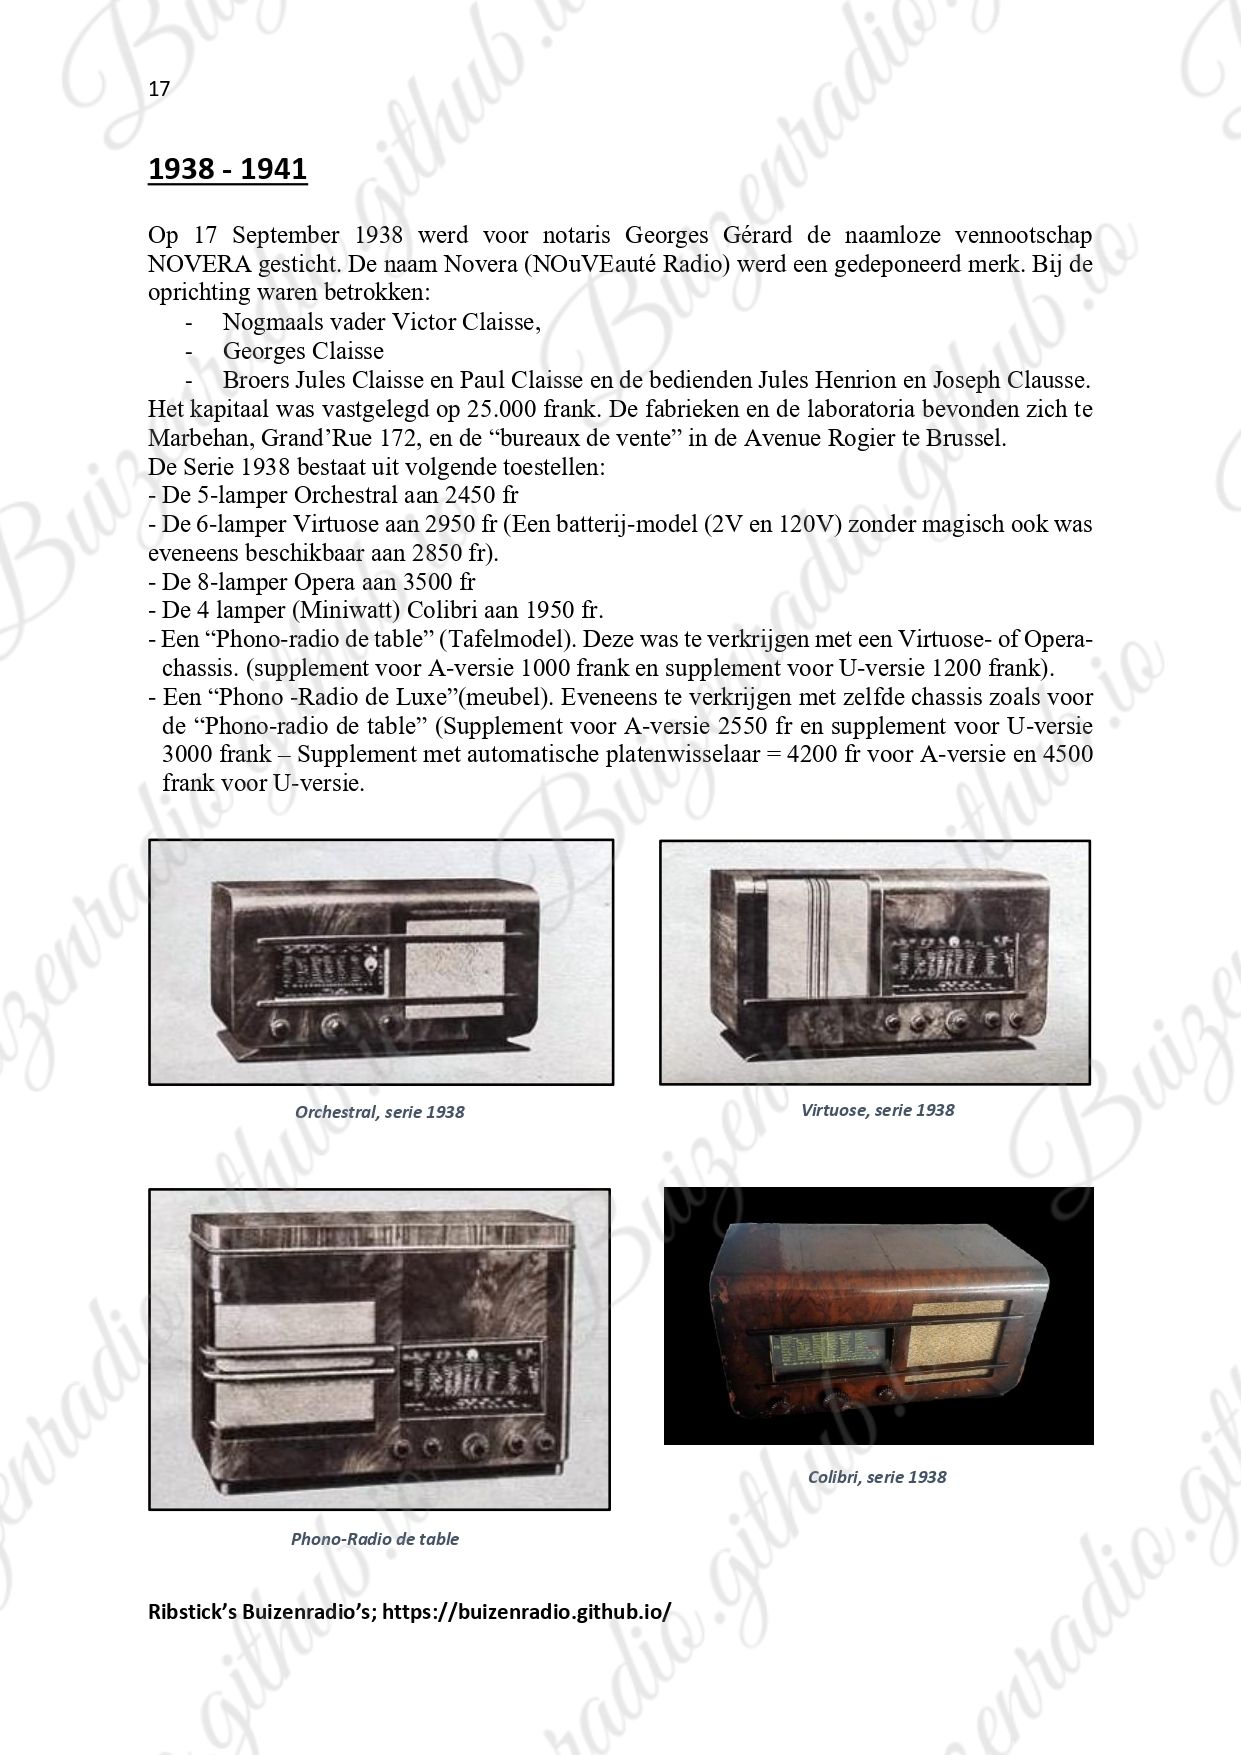 17
1938 - 1941
Op 17 September 1938 werd voor notaris Georges Gérard de naamloze vennootschap
NOVERA gesticht. De naam Novera (NOuVEauté Radio) werd een gedeponeerd merk. Bij de
oprichting waren betrokken:
- Nogmaals vader Victor Claisse,
- Georges Claisse
- Broers Jules Claisse en Paul Claisse en de bedienden Jules Henrion en Joseph Clausse.
Het kapitaal was vastgelegd op 25.000 frank. De fabrieken en de laboratoria bevonden zich te
Marbehan, Grand’Rue 172, en de “bureaux de vente” in de Avenue Rogier te Brussel.
De Serie 1938 bestaat uit volgende toestellen:
- De 5-lamper Orchestral aan 2450 fr
- De 6-lamper Virtuose aan 2950 fr (Een batterij-model (2V en 120V) zonder magisch ook was
eveneens beschikbaar aan 2850 fr).
- De 8-lamper Opera aan 3500 fr
- De 4 lamper (Miniwatt) Colibri aan 1950 fr.
- Een “Phono-radio de table” (Tafelmodel). Deze was te verkrijgen met een Virtuose- of Opera-
chassis. (supplement voor A-versie 1000 frank en supplement voor U-versie 1200 frank).
- Een “Phono -Radio de Luxe”(meubel). Eveneens te verkrijgen met zelfde chassis zoals voor
de “Phono-radio de table” (Supplement voor A-versie 2550 fr en supplement voor U-versie
3000 frank – Supplement met automatische platenwisselaar = 4200 fr voor A-versie en 4500
frank voor U-versie.
Orchestral, serie 1938
Virtuose, serie 1938
Colibri, serie 1938
Phono-Radio de table
Ribstick’s Buizenradio’s; https://buizenradio.github.io/
Buizenradio.github.io